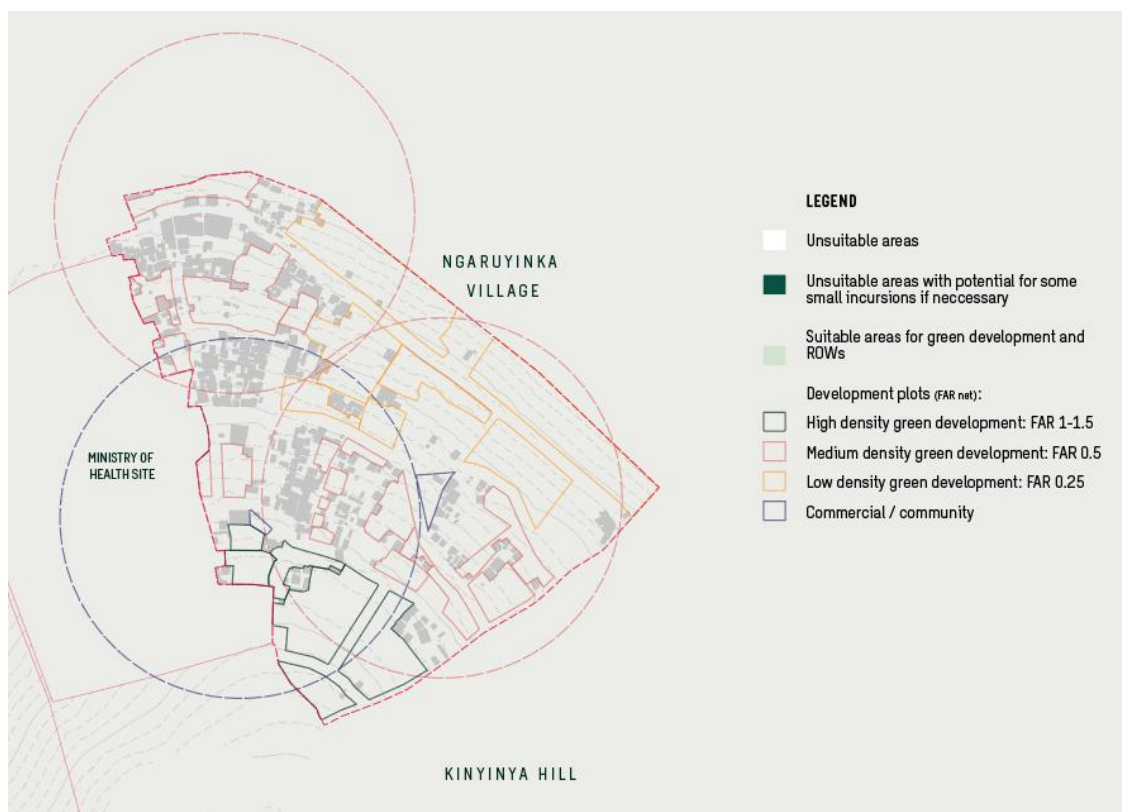 NGARUYINKA
VILLAGE
MINISTRY OF
HEALTH SITE
KINYINYA HILL
LEGEND
Unsuitable areas
Unsuitable areas with potential for some
small incursions if neccessary
Suitable areas for green development and
ROWs
Development plots (FAR net):
High density green development: FAR 1-1.5
Medium density green development: FAR 0.5
Low density green development: FAR 0.25
Commercial / community